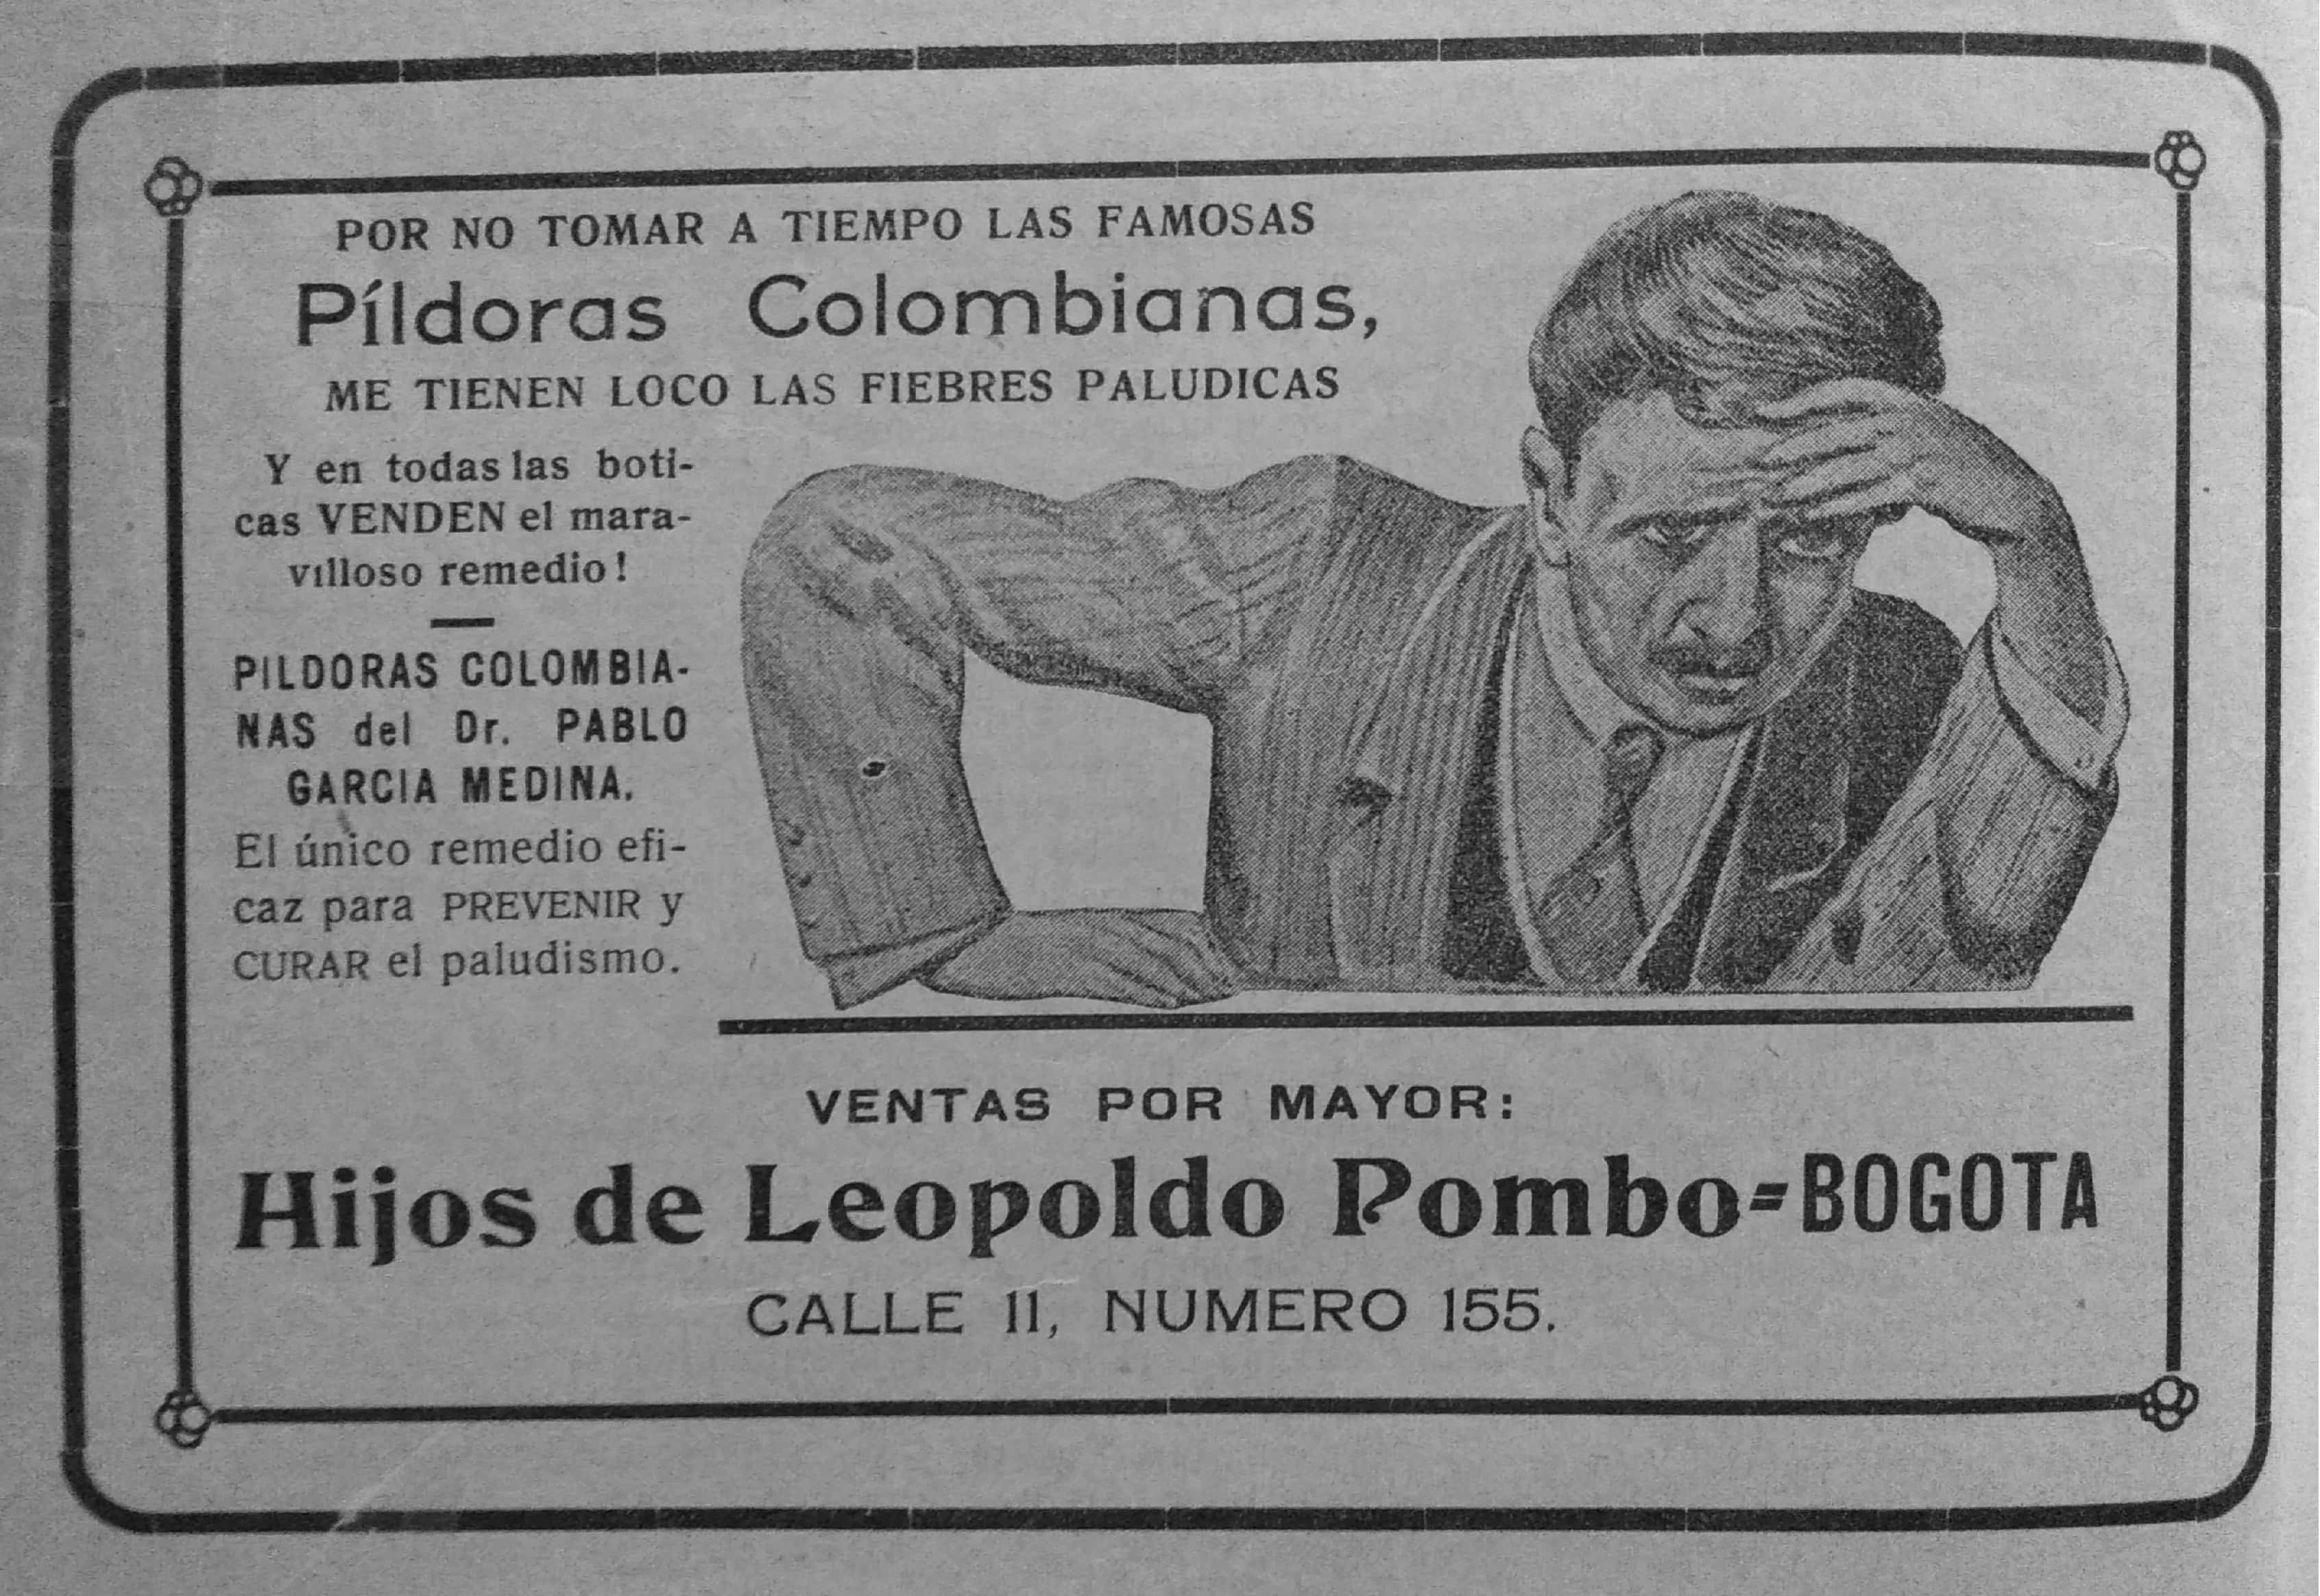 POR NO TOMAR A TIEMPO LAS FAMOSAS
Píldoras Colombianas,
ME TIENEN LOCO LAS FIEBRES PALUDICAS
Y en todas las boti-
cas VENDEN el mara-
villoso remedio!
PILDORAS COLOMBIA-
NAS del Dr. PABLO
GARCIA MEDINA.
El único remedio efi-
caz para PREVENIR y
CURAR el paludismo.
VENTAS POR MAYOR:
Hijos de Leopoldo Pombo=BOGOTA
CALLE 11, NUMERO 155.